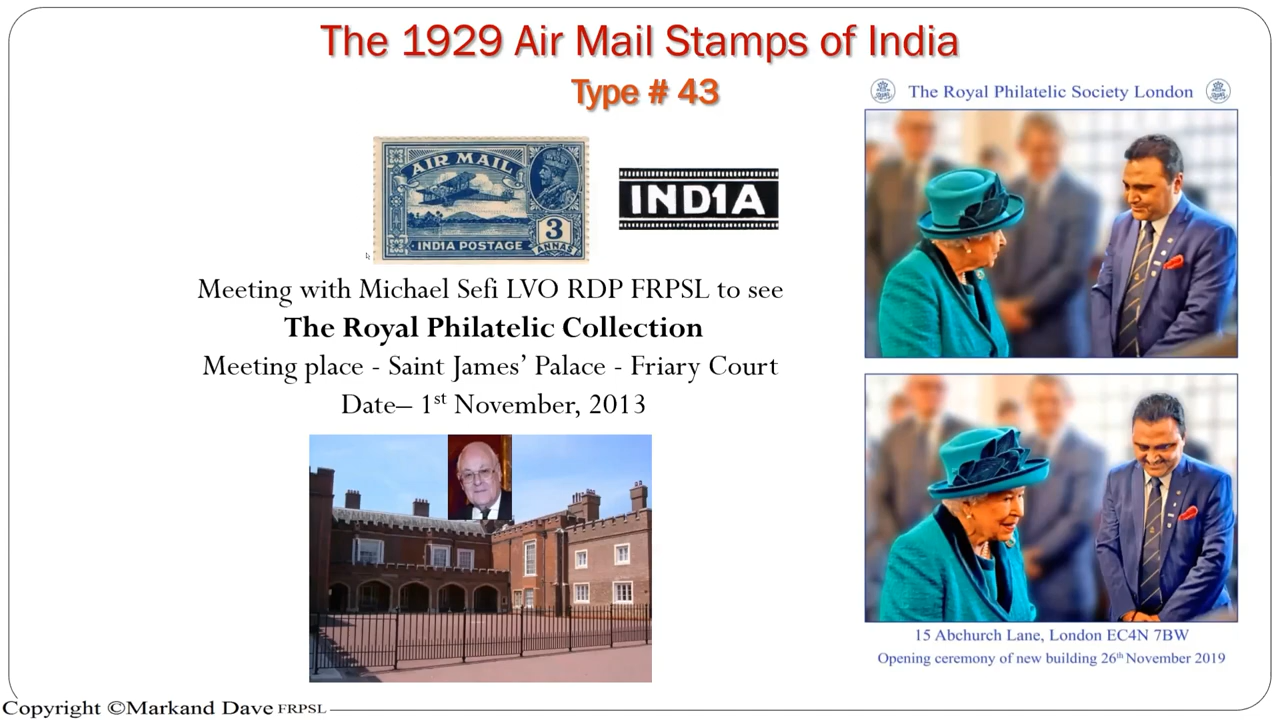 The 1929 Air Mail Stamps of India
Type # 43
AIR MAIL
3
ANNAS
INDIA POSTAGE
IND1A
Meeting with Michael Sefi LVO RDP FRPSL to see
The Royal Philatelic Collection
Meeting place - Saint James’ Palace - Friary Court
Date– 1st November, 2013
The Royal Philatelic Society London
15 Abchurch Lane, London EC4N 7BW
Opening ceremony of new building 26th November 2019
Copyright ©Markand Dave FRPSL